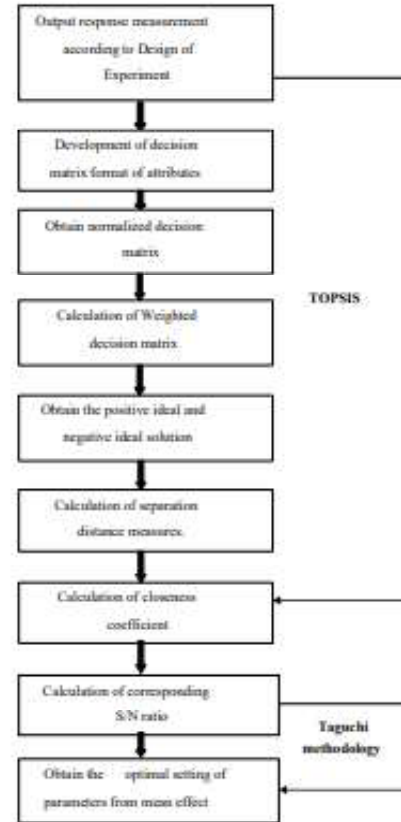 Output response measurement
according to Design of
Experiment
Development of decision
matrix format of attributes
Obtain normalized decision
matrix
Calculation of Weighted
decision matrix
TOPSIS
Obtain the positive ideal and
negative ideal solution
Calculation of separation
distance measures.
Calculation of closeness
coefficient
Calculation of corresponding
S/N ratio
Taguchi
methodology
Obtain the optimal setting of
parameters from mean effect